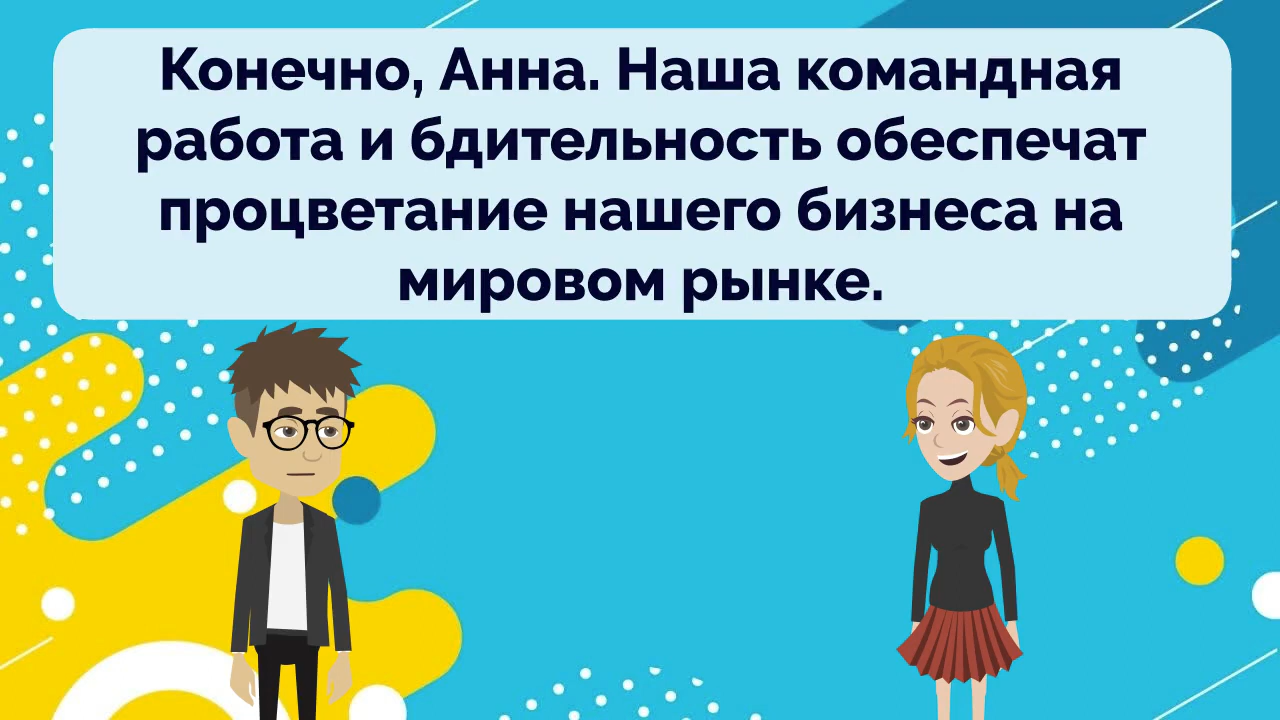 Конечно, Анна. Наша командная
работа и бдительность обеспечат
процветание нашего бизнеса на
мировом рынке.